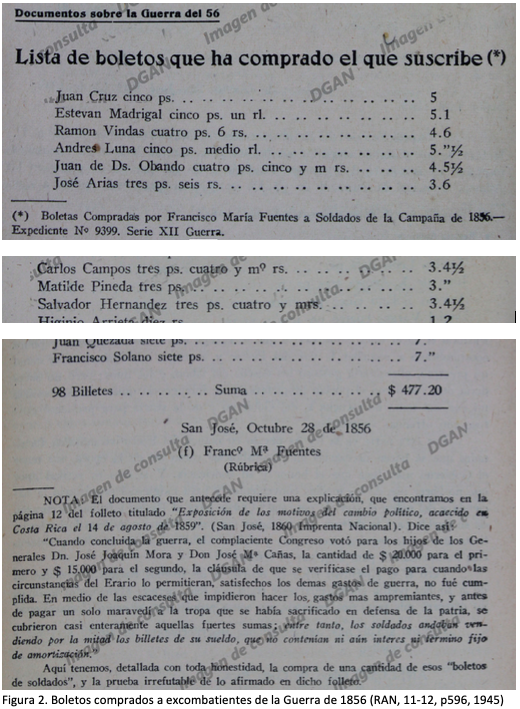 Documentos sobre la Guerra del 56
Lista de boletos que ha comprado el que suscribe (*)
Juan Cruz cinco ps. .. .. .. .. .. .. .. .. .. .. .. .. 5
Estevan Madrigal cinco ps. un rl. .. .. .. .. .. .. .. .. 5.1
Ramon Vindas cuatro ps. 6 rs. .. .. .. .. .. .. .. .. .. 4.6
Andres Luna cinco ps. medio rl. .. .. .. .. .. .. .. .. 5."½
Juan de Ds. Obando cuatro ps. cinco y m rs. .. .. .. .. .. 4.5½
José Arias tres ps. seis rs. .. .. .. .. .. .. .. .. .. .. 3.6
(*) Boletas Compradas por Francisco María Fuentes a Soldados de la Campaña de 1856.—
Expediente Nº 9399. Serie XII Guerra.
Carlos Campos tres ps. cuatro y mº rs. .. .. .. .. .. .. 3.4½
Matilde Pineda tres ps. .. .. .. .. .. .. .. .. .. .. .. 3."
Salvador Hernandez tres ps. cuatro y mrs. .. .. .. .. .. 3.4½
Higinio Arrieta diez rs. 1.2
Juan Quezada siete ps. .. .. .. .. .. .. .. .. .. .. 7.
Francisco Solano siete ps. .. .. .. .. .. .. .. .. .. .. 7."
98 Billetes .. .. .. .. .. Suma .. .. .. .. .. .. .. $ 477.20
San José, Octubre 28 de 1856
(f) Francº Mª Fuentes
(Rúbrica)
NOTA: El documento que antecede requiere una explicación, que encontramos en la
página 12 del folleto titulado "Exposición de los motivos del cambio político, acaecido en
Costa Rica el 14 de agosto de 1859". (San José, 1860 Imprenta Nacional). Dice así:
"Cuando concluida la guerra, el complaciente Congreso votó para los hijos de los Ge-
nerales Dn. José Joaquín Mora y Don José Mª Cañas, la cantidad de $ 20.000 para el pri-
mero y $ 15,000 para el segundo, la cláusula de que se verificase el pago para cuando las
circunstancias del Erario lo permitieran, satisfechos los demas gastos de guerra, no fué cum-
plida. En medio de las escaceses que impidieron hacer los gastos mas ampremiantes, y antes
de pagar un solo maravedí a la tropa que se había sacrificado en defensa de la patria, se
cubrieron casi enteramente aquellas fuertes sumas; entre tanto, los soldados andaban ven-
diendo por la mitad los billetes de su sueldo, que no contenian ni aún interes ni término fijo
de amortización."
Aquí tenemos, detallada con toda honestidad, la compra de una cantidad de esos "boletos
de soldados", y la prueba irrefutable de lo afirmado en dicho folleto.
Figura 2. Boletos comprados a excombatientes de la Guerra de 1856 (RAN, 11-12, p596, 1945)